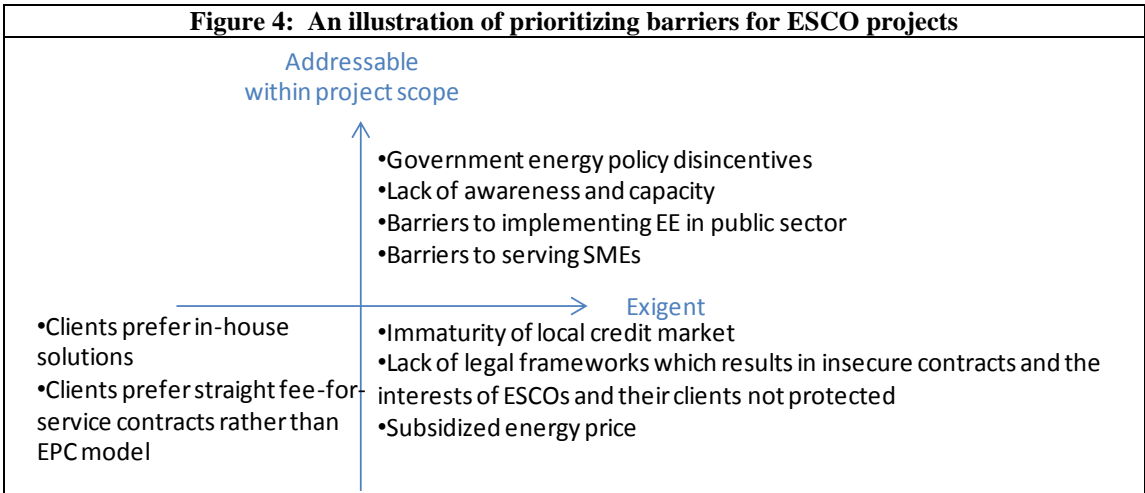 Figure 4: An illustration of prioritizing barriers for ESCO projects
Addressable
within project scope
•Government energy policy disincentives
•Lack of awareness and capacity
•Barriers to implementing EE in public sector
•Barriers to serving SMEs
Exigent
•Clients prefer in-house
solutions
•Clients prefer straight fee-for-
service contracts rather than
EPC model
•Immaturity of local credit market
•Lack of legal frameworks which results in insecure contracts and the
interests of ESCOs and their clients not protected
•Subsidized energy price